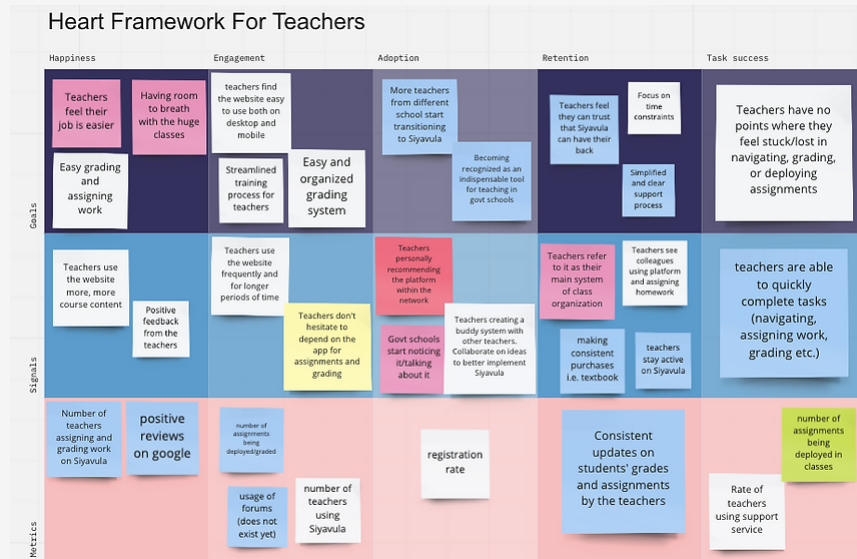 Heart Framework For Teachers
Happiness
Engagement
Adoption
Retention
Task success
Goals
Teachers
feel their
job is easier
Having room
to breath
with the huge
classes
Easy grading
and
assigning
work
teachers find
the website easy
to use both on
desktop and
mobile
Streamlined
training
process for
teachers
Easy and
organized
grading
system
More teachers
from different
school start
transitioning
to Siyavula
Becoming
recognized as an
indispensable tool
for teaching in
govt schools
Teachers feel
they can trust
that Siyavula
can have their
back
Focus on
time
constraints
Simplified
and clear
support
process
Teachers have no
points where they
feel stuck/lost in
navigating, grading,
or deploying
assignments
Signals
Teachers use
the website
more, more
course content
Positive
feedback
from the
teachers
Teachers use
the website
frequently and
for longer
periods of time
Teachers don't
hesitate to
depend on the
app for
assignments and
grading
Teachers
personally
recommending
the platform
within the
network
Govt schools
start noticing
it/talking
about it
Teachers creating a
buddy system with
other teachers.
Collaborate on ideas
to better implement
Siyavula
Teachers refer
to it as their
main system
of class
organization
Teachers see
colleagues
using platform
and assigning
homework
making
consistent
purchases
i.e. textbook
teachers
stay active
on Siyavula
teachers are able
to quickly
complete tasks
(navigating,
assigning work,
grading etc.)
Metrics
Number of
teachers
assigning and
grading work
on Siyavula
positive
reviews
on google
number of
assignments
being
deployed/graded
usage of
forums
(does not
exist yet)
number of
teachers
using
Siyavula
registration
rate
Consistent
updates on
students' grades
and assignments
by the teachers
number of
assignments
being
deployed in
classes
Rate of
teachers
using support
service